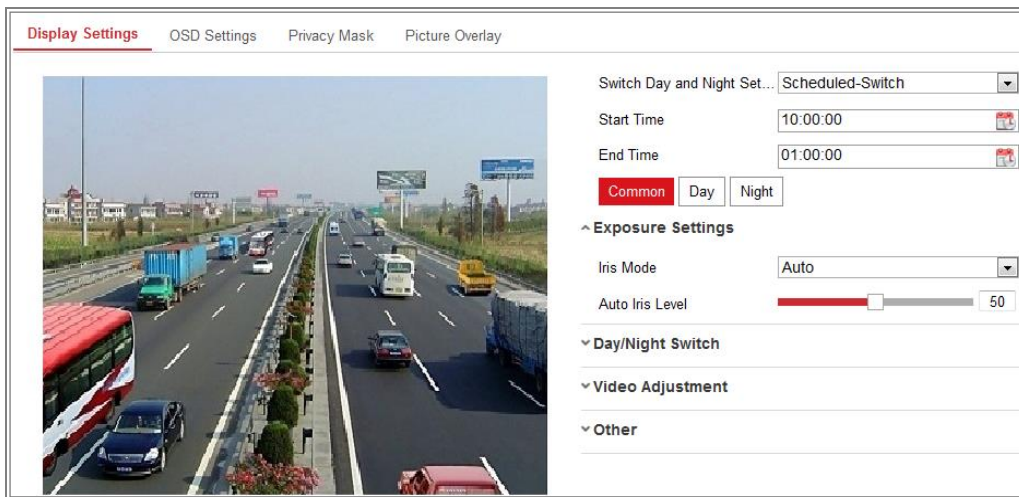 Display Settings OSD Settings Privacy Mask Picture Overlay
Switch Day and Night Set... Scheduled-Switch
Start Time 10:00:00
End Time 01:00:00
Common Day Night
Exposure Settings
Iris Mode Auto
Auto Iris Level 50
Day/Night Switch
Video Adjustment
Other